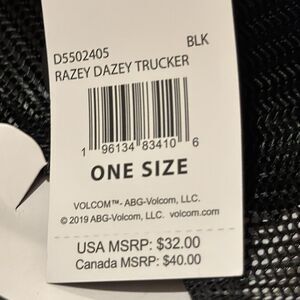 D5502405 BLK
RAZEY DAZEY TRUCKER
1 96134 83410 6
ONE SIZE
VOLCOM™- ABG-Volcom, LLC.
© 2019 ABG-Volcom, LLC. volcom.com
USA MSRP: $32.00
Canada MSRP: $40.00